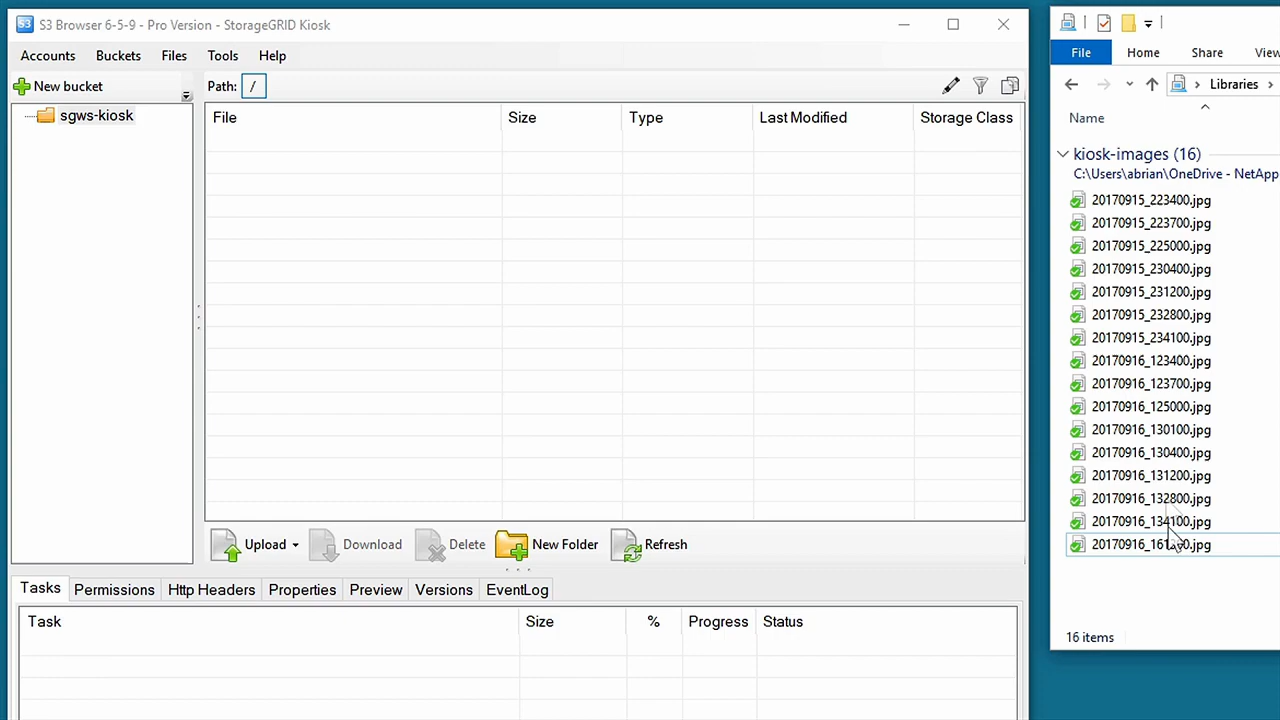 S3 Browser 6-5-9 - Pro Version - StorageGRID Kiosk
Accounts Buckets Files Tools Help
New bucket
Path: /
sgws-kiosk
File Size Type Last Modified Storage Class
Upload Download Delete New Folder Refresh
Tasks Permissions Http Headers Properties Preview Versions EventLog
Task Size % Progress Status
File Home Share View
Libraries
Name
kiosk-images (16)
C:\Users\abrian\OneDrive - NetApp
20170915_223400.jpg
20170915_223700.jpg
20170915_225000.jpg
20170915_230400.jpg
20170915_231200.jpg
20170915_232800.jpg
20170915_234100.jpg
20170916_123400.jpg
20170916_123700.jpg
20170916_125000.jpg
20170916_130100.jpg
20170916_130400.jpg
20170916_131200.jpg
20170916_132800.jpg
20170916_134100.jpg
16 items